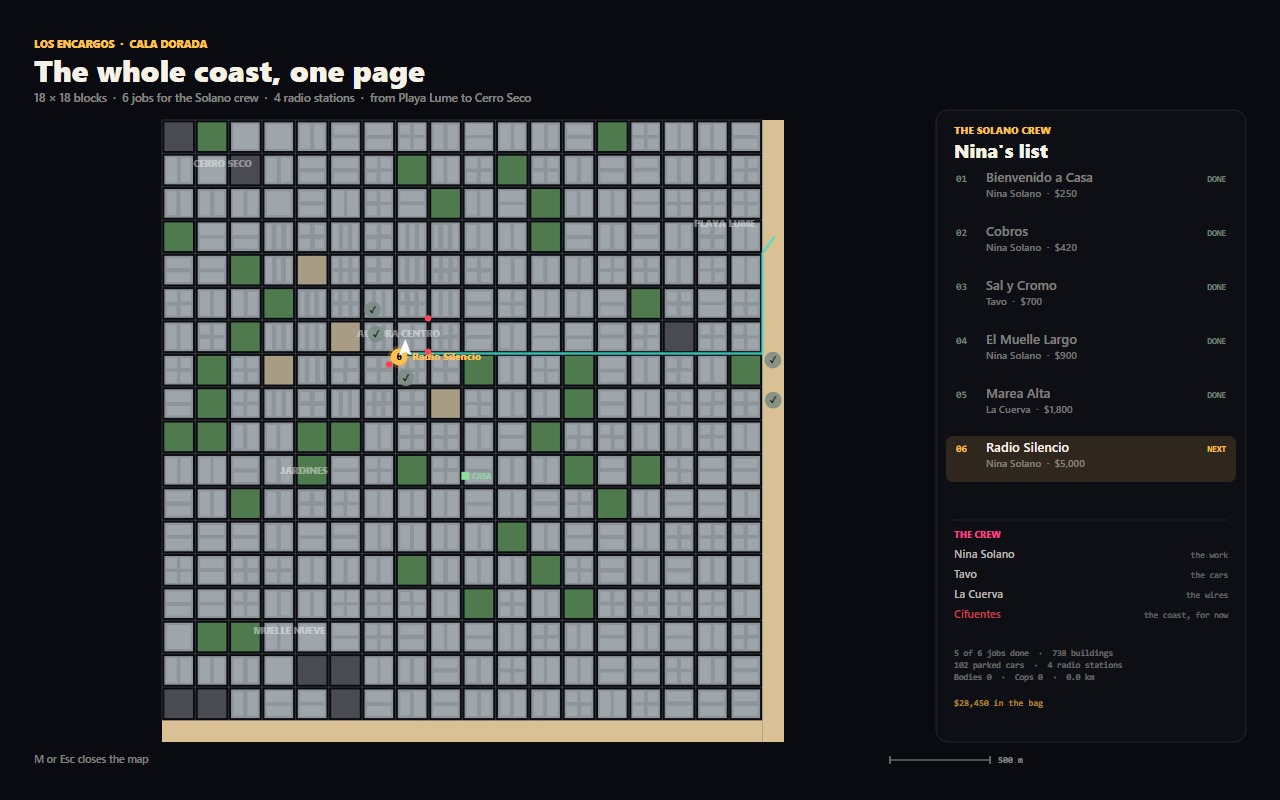 LOS ENCARGOS · CALA DORADA
The whole coast, one page
18 × 18 blocks · 6 jobs for the Solano crew · 4 radio stations · from Playa Lume to Cerro Seco
CERRO SECO
PLAYA LUME
✓
CENTRO
✓
6 Radio Silencio
✓
✓
✓
JARDINES
CASA
MUELLE NUEVE
M or Esc closes the map
500 m
THE SOLANO CREW
Nina's list
01 Bienvenido a Casa DONE
Nina Solano · $250
02 Cobros DONE
Nina Solano · $420
03 Sal y Cromo DONE
Tavo · $700
04 El Muelle Largo DONE
Nina Solano · $900
05 Marea Alta DONE
La Cuerva · $1,800
06 Radio Silencio NEXT
Nina Solano · $5,000
THE CREW
Nina Solano the work
Tavo the cars
La Cuerva the wires
Cifuentes the coast, for now
5 of 6 jobs done · 738 buildings
102 parked cars · 4 radio stations
Bodies 0 · Cops 0 · 0.0 km
$28,450 in the bag